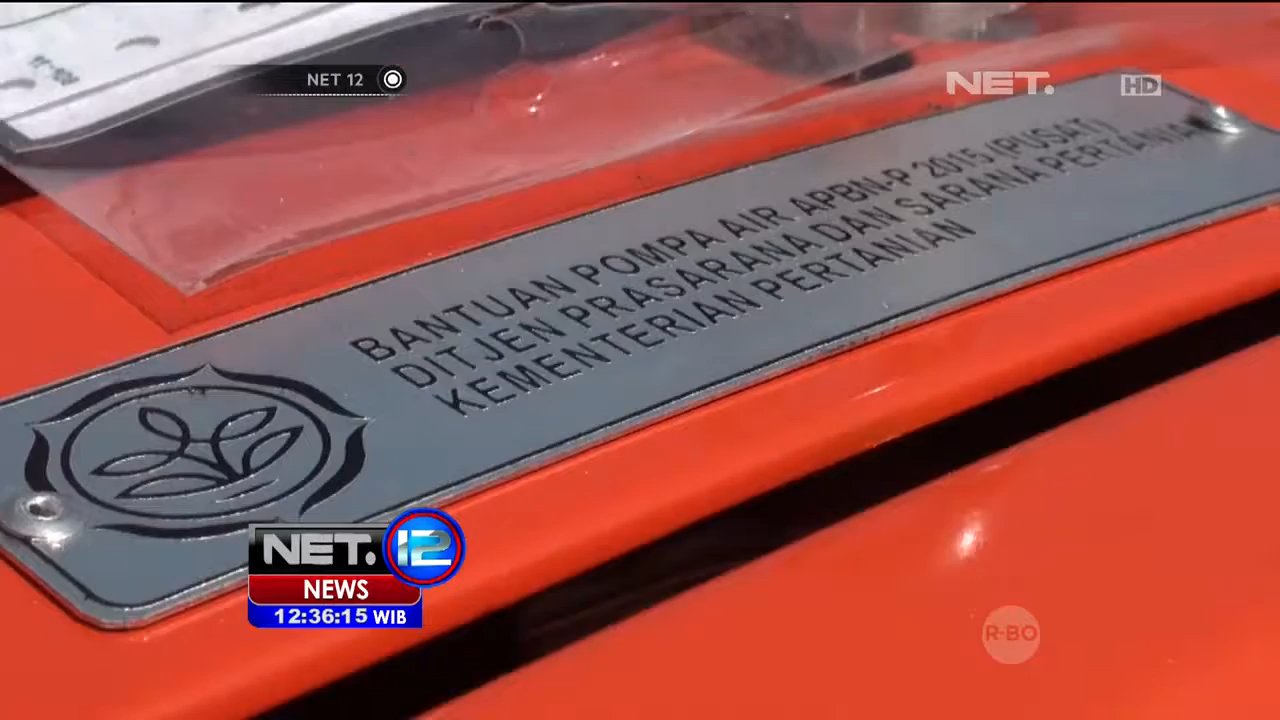 NET 12
NET.
HD
BANTUAN POMPA AIR APBN-P 2015 (PUSAT)
DITJEN PRASARANA DAN SARANA PERTANIAN
KEMENTERIAN PERTANIAN
NET. 12
NEWS
12:36:15 WIB
R-BO